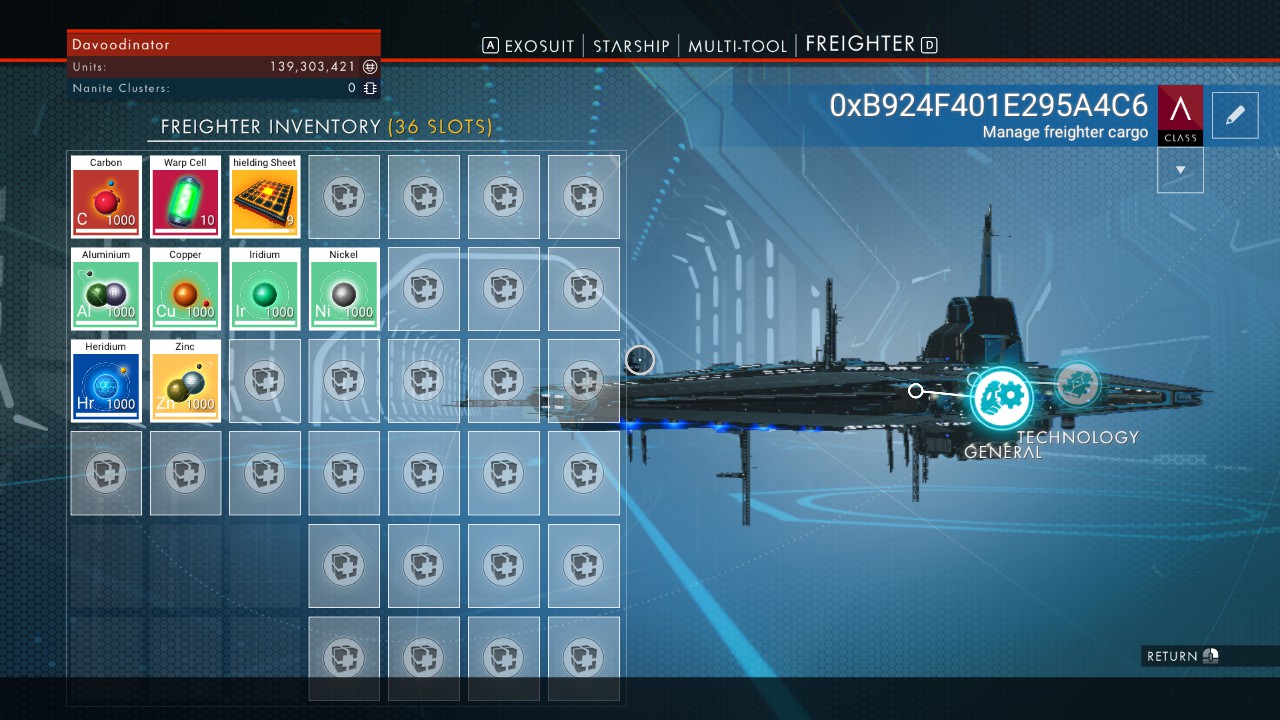 Davoodinator
Units: 139,303,421
Nanite Clusters: 0
A EXOSUIT STARSHIP MULTI-TOOL FREIGHTER D
0xB924F401E295A4C6
Manage freighter cargo
A
CLASS
FREIGHTER INVENTORY (36 SLOTS)
Carbon Warp Cell hielding Sheet
C 1000 10 9
Aluminium Copper Iridium Nickel
Al 1000 Cu 1000 Ir 1000 Ni 1000
Heridium Zinc
Hr 1000 Zn 1000
TECHNOLOGY
GENERAL
RETURN